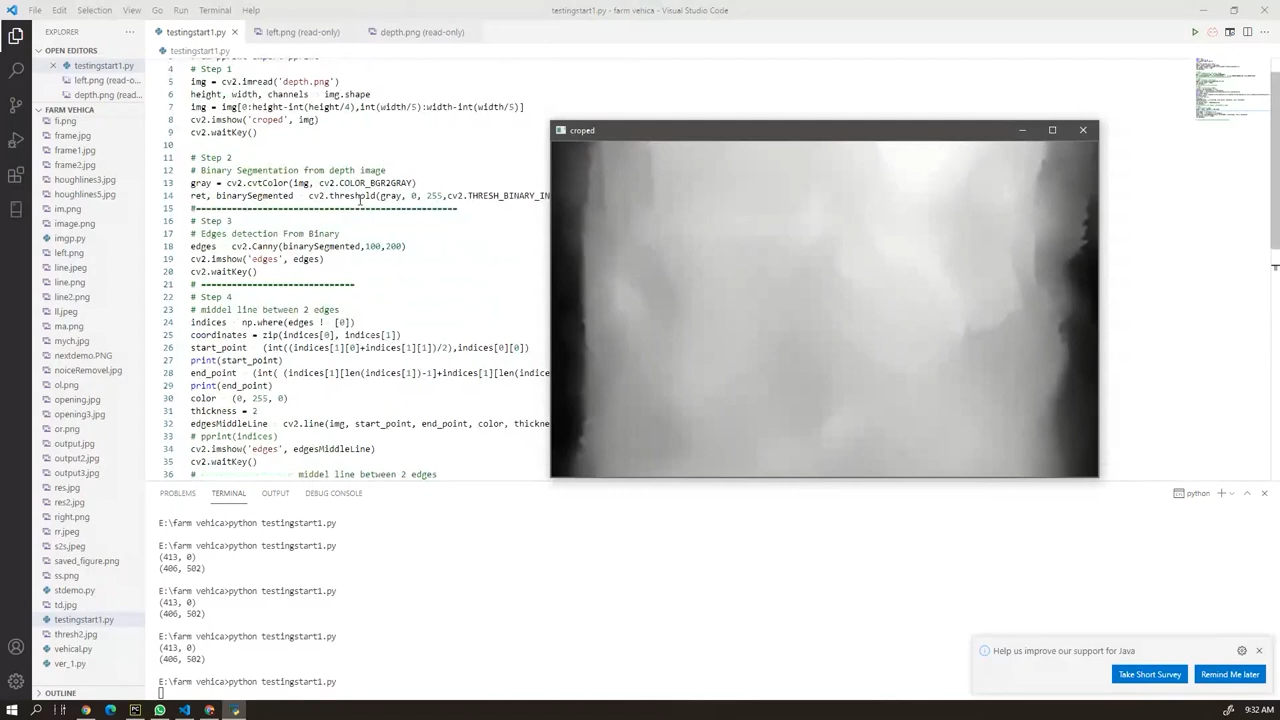 File Edit Selection View Go Run Terminal Help
testingstart1.py - farm vehica - Visual Studio Code
EXPLORER
OPEN EDITORS
testingstart1.py
left.png (read-o...
depth.png (read...
FARM VEHICA
fi.png
frame.jpg
frame1.jpg
frame2.jpg
houghlines3.jpg
houghlines5.jpg
im.png
image.png
imgp.py
left.png
line.jpeg
line.png
line2.png
ll.jpeg
ma.png
mych.jpg
nextdemo.PNG
noiceRemovel.jpg
ol.png
opening.jpg
opening3.jpg
or.png
output.jpg
output2.jpg
output3.jpg
res.jpg
res2.jpg
right.png
rr.jpeg
s2s.jpeg
saved_figure.png
ss.png
stdemo.py
td.jpg
testingstart1.py
thresh2.jpg
vehical.py
ver_1.py
OUTLINE
testingstart1.py
left.png (read-only)
depth.png (read-only)
testingstart1.py
4 # Step 1
5 img = cv2.imread('depth.png')
6 height, width, channels = img.shape
7 img = img[0:height-int(height/4),int(width/5):width-int(width/5)]
8 cv2.imshow('croped', img)
9 cv2.waitKey()
10
11 # Step 2
12 # Binary Segmentation from depth image
13 gray = cv2.cvtColor(img, cv2.COLOR_BGR2GRAY)
14 ret, binarySegmented = cv2.threshold(gray, 0, 255,cv2.THRESH_BINARY_IN
15 #==================================================
16 # Step 3
17 # Edges detection From Binary
18 edges = cv2.Canny(binarySegmented,100,200)
19 cv2.imshow('edges', edges)
20 cv2.waitKey()
21 # ==============================
22 # Step 4
23 # middel line between 2 edges
24 indices = np.where(edges != [0])
25 coordinates = zip(indices[0], indices[1])
26 start_point = (int((indices[1][0]+indices[1][1])/2),indices[0][0])
27 print(start_point)
28 end_point = (int( (indices[1][len(indices[1])-1]+indices[1][len(indice
29 print(end_point)
30 color = (0, 255, 0)
31 thickness = 2
32 edgesMiddleLine = cv2.line(img, start_point, end_point, color, thickne
33 # pprint(indices)
34 cv2.imshow('edges', edgesMiddleLine)
35 cv2.waitKey()
36 # middel line between 2 edges
croped
PROBLEMS TERMINAL OUTPUT DEBUG CONSOLE
python
E:\farm vehica>python testingstart1.py
E:\farm vehica>python testingstart1.py
(413, 0)
(406, 502)
E:\farm vehica>python testingstart1.py
(413, 0)
(406, 502)
E:\farm vehica>python testingstart1.py
(413, 0)
(406, 502)
E:\farm vehica>python testingstart1.py
Help us improve our support for Java
Take Short Survey
Remind Me later
9:32 AM